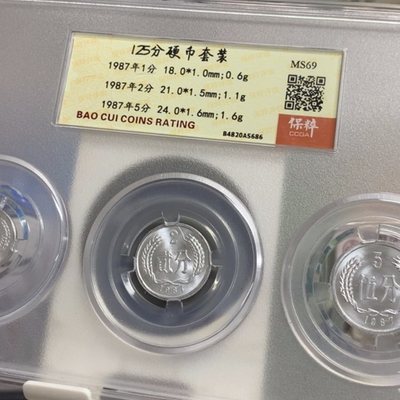 125分硬币套装
MS69
1987年1分 18.0*1.0mm;0.6g
1987年2分 21.0*1.5mm;1.1g
1987年5分 24.0*1.6mm;1.6g
BAO CUI COINS RATING
B4820A5686
保粹
CCGA
2
贰分
1987
5
伍分
1987